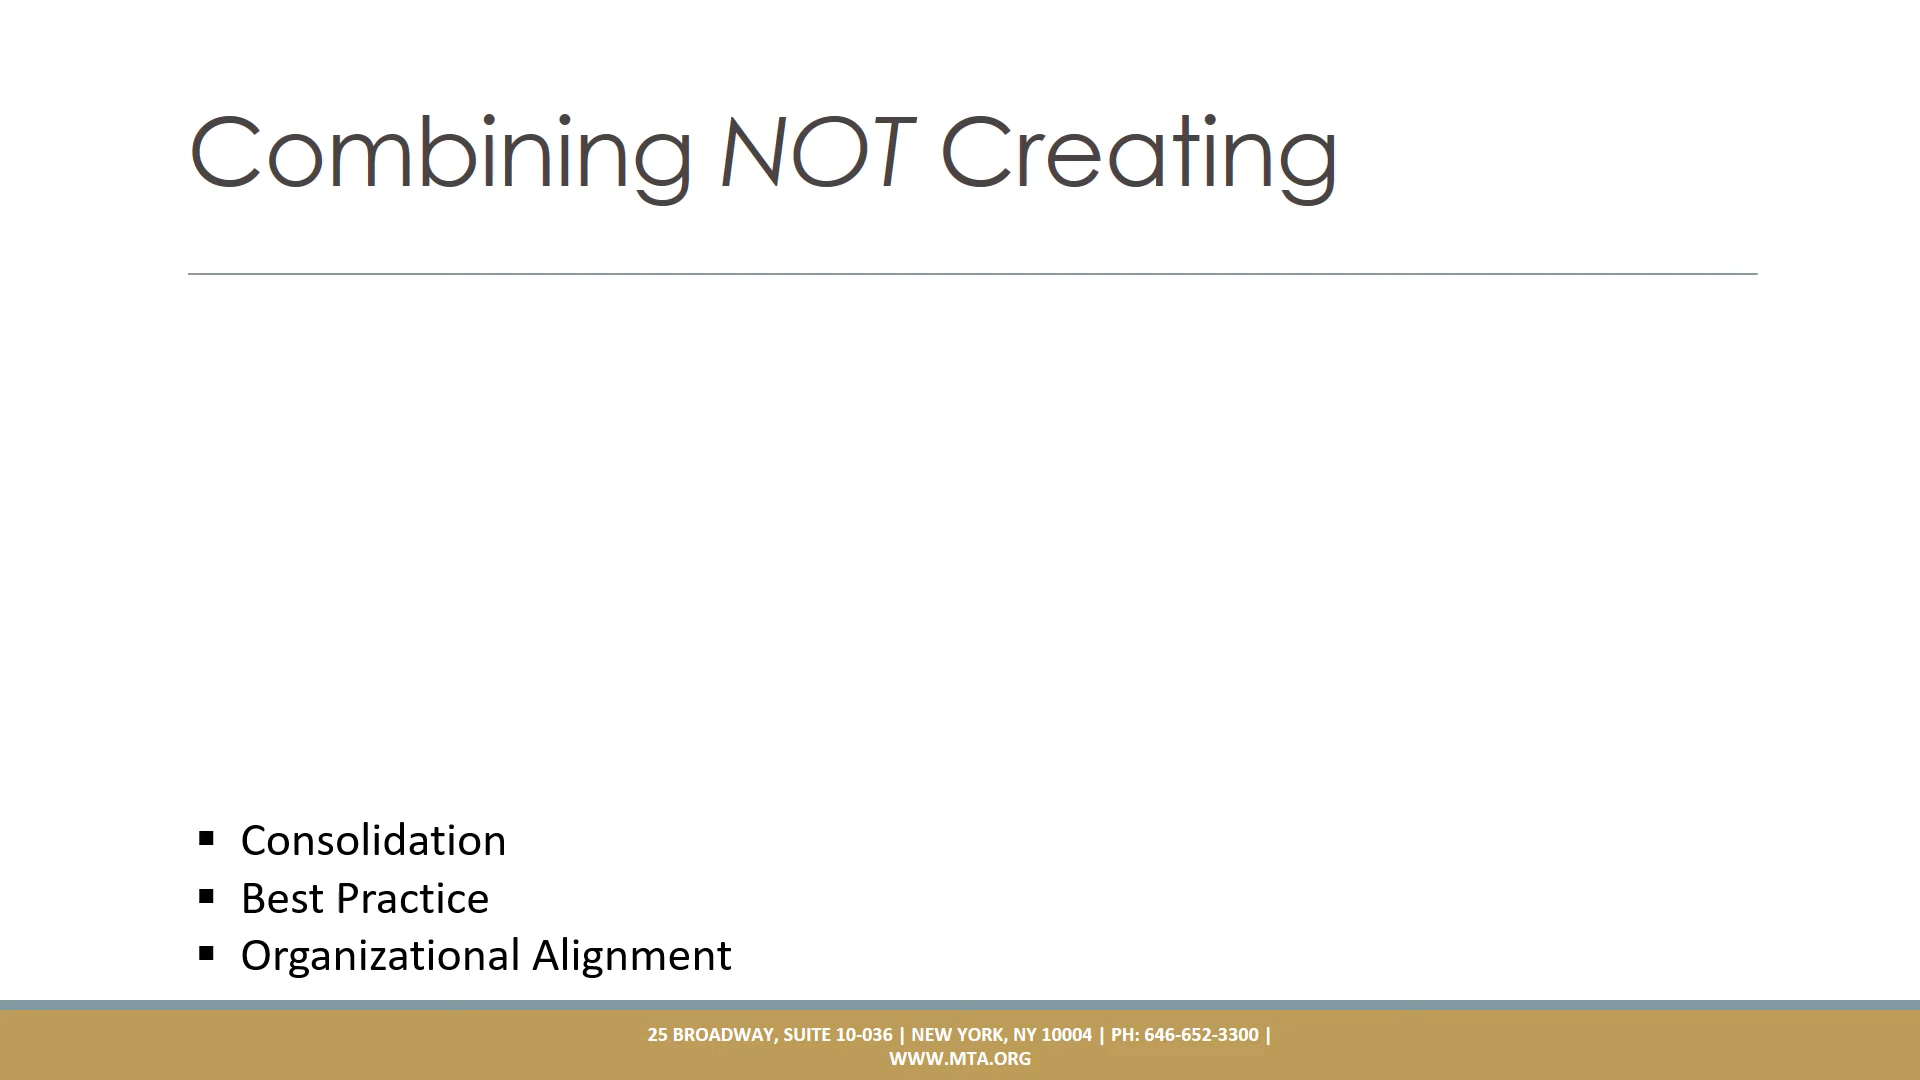 Combining NOT Creating
▪ Consolidation
▪ Best Practice
▪ Organizational Alignment
25 BROADWAY, SUITE 10-036 | NEW YORK, NY 10004 | PH: 646-652-3300 |
WWW.MTA.ORG